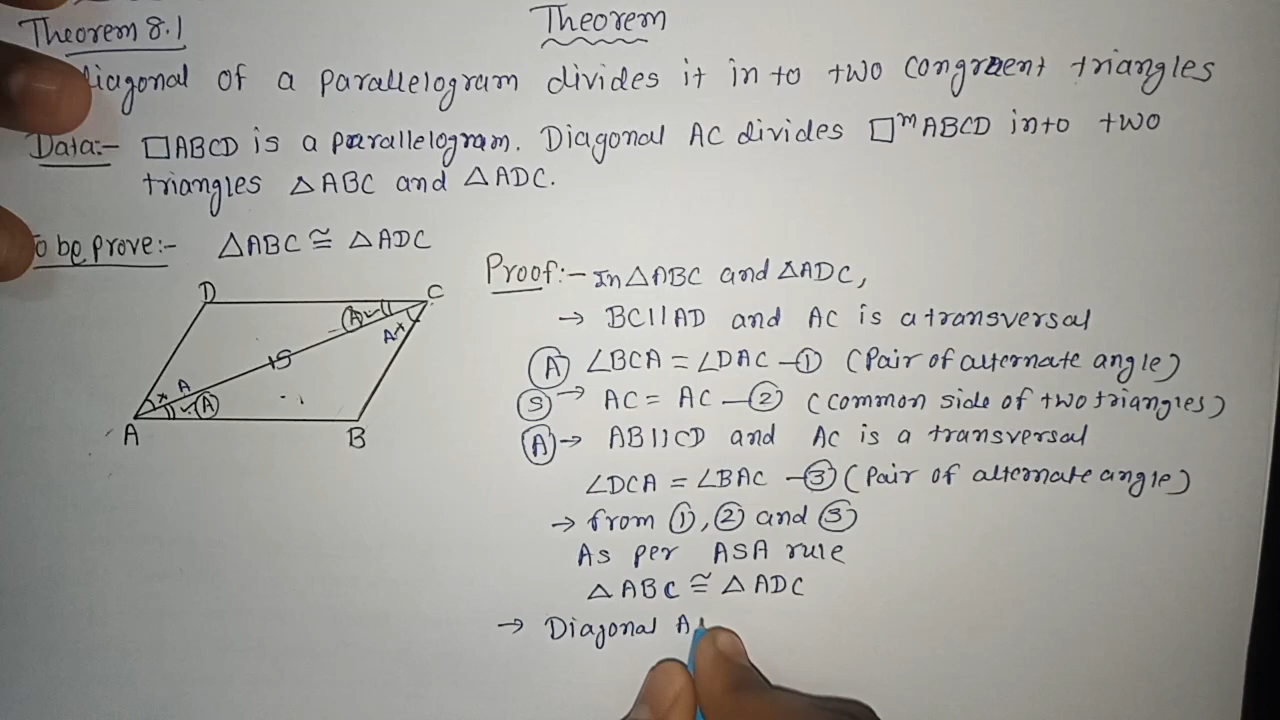 Theorem
Theorem 8.1
diagonal of a parallelogram divides it in to two congruent triangles
Data:- □ABCD is a parallelogram. Diagonal AC divides □ᵐABCD into two
triangles △ABC and △ADC.
To be prove:- △ABC ≅ △ADC
D C
A S A
A A
A B
Proof:- In △ABC and △ADC,
→ BC||AD and AC is a transversal
Ⓐ ∠BCA = ∠DAC - ① (Pair of alternate angle)
Ⓢ → AC = AC - ② (common side of two triangles)
Ⓐ → AB||CD and AC is a transversal
∠DCA = ∠BAC - ③ (Pair of alternate angle)
→ from ①, ② and ③
As per ASA rule
△ABC ≅ △ADC
→ Diagonal A